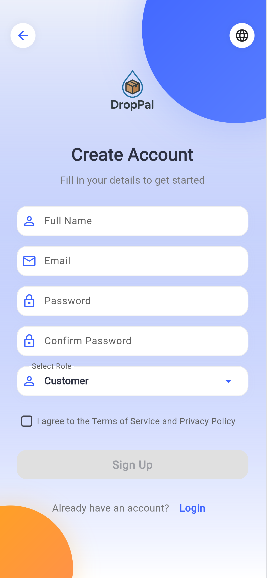 DropPal
Create Account
Fill in your details to get started
Full Name
Email
Password
Confirm Password
Select Role
Customer
I agree to the Terms of Service and Privacy Policy
Sign Up
Already have an account? Login